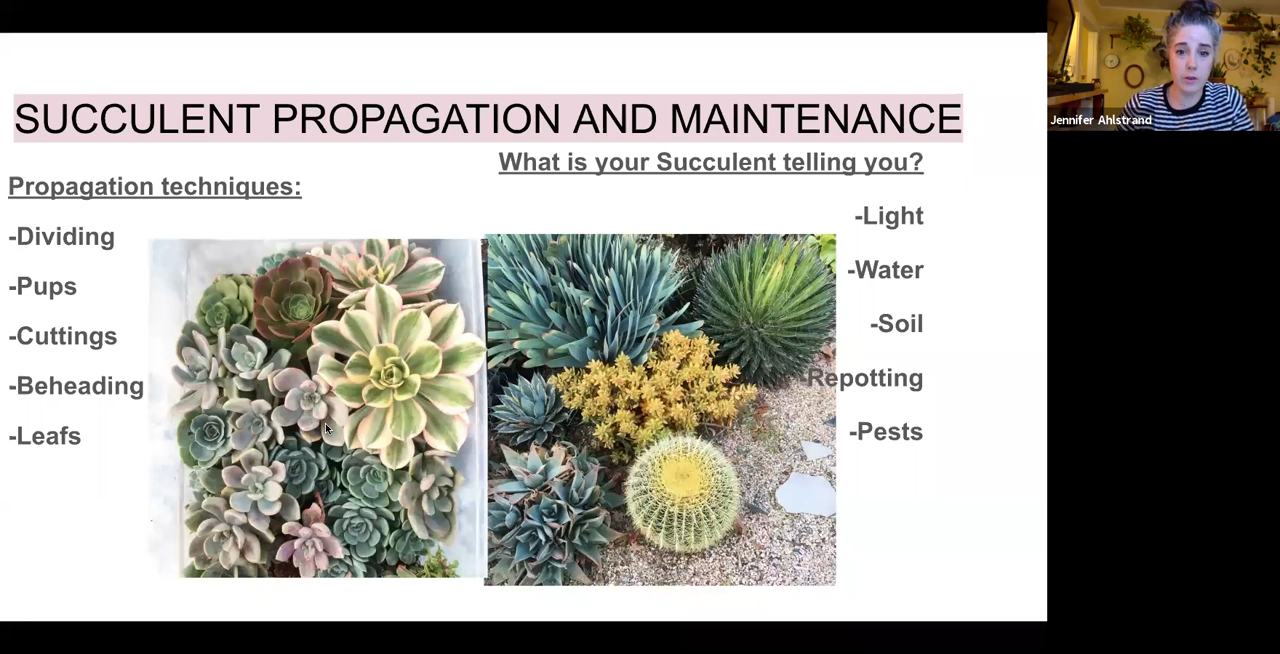 SUCCULENT PROPAGATION AND MAINTENANCE
What is your Succulent telling you?
Propagation techniques:
-Dividing
-Pups
-Cuttings
-Beheading
-Leafs
-Light
-Water
-Soil
-Repotting
-Pests
Jennifer Ahlstrand